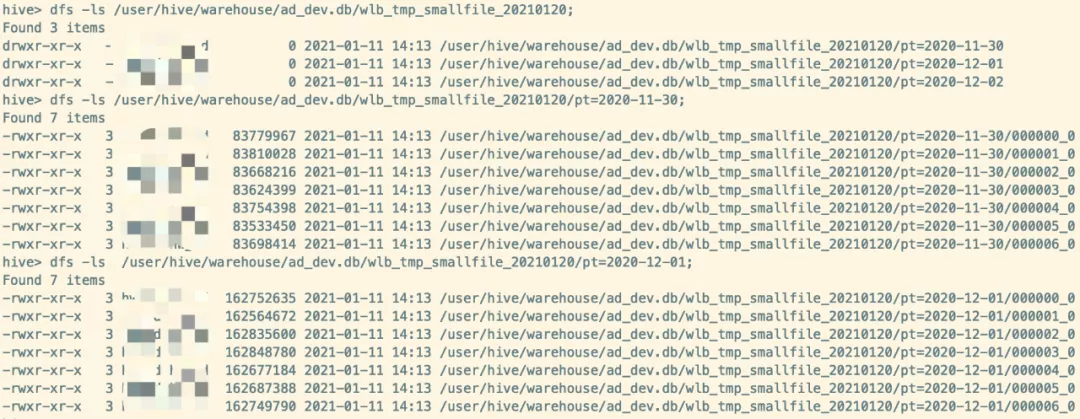 hive> dfs -ls /user/hive/warehouse/ad_dev.db/wlb_tmp_smallfile_20210120;
Found 3 items
drwxr-xr-x - 0 2021-01-11 14:13 /user/hive/warehouse/ad_dev.db/wlb_tmp_smallfile_20210120/pt=2020-11-30
drwxr-xr-x - 0 2021-01-11 14:13 /user/hive/warehouse/ad_dev.db/wlb_tmp_smallfile_20210120/pt=2020-12-01
drwxr-xr-x - 0 2021-01-11 14:13 /user/hive/warehouse/ad_dev.db/wlb_tmp_smallfile_20210120/pt=2020-12-02
hive> dfs -ls /user/hive/warehouse/ad_dev.db/wlb_tmp_smallfile_20210120/pt=2020-11-30;
Found 7 items
-rwxr-xr-x 3 83779967 2021-01-11 14:13 /user/hive/warehouse/ad_dev.db/wlb_tmp_smallfile_20210120/pt=2020-11-30/000000_0
-rwxr-xr-x 3 83810028 2021-01-11 14:13 /user/hive/warehouse/ad_dev.db/wlb_tmp_smallfile_20210120/pt=2020-11-30/000001_0
-rwxr-xr-x 3 83668216 2021-01-11 14:13 /user/hive/warehouse/ad_dev.db/wlb_tmp_smallfile_20210120/pt=2020-11-30/000002_0
-rwxr-xr-x 3 83624399 2021-01-11 14:13 /user/hive/warehouse/ad_dev.db/wlb_tmp_smallfile_20210120/pt=2020-11-30/000003_0
-rwxr-xr-x 3 83754398 2021-01-11 14:13 /user/hive/warehouse/ad_dev.db/wlb_tmp_smallfile_20210120/pt=2020-11-30/000004_0
-rwxr-xr-x 3 83533450 2021-01-11 14:13 /user/hive/warehouse/ad_dev.db/wlb_tmp_smallfile_20210120/pt=2020-11-30/000005_0
-rwxr-xr-x 3 83698414 2021-01-11 14:13 /user/hive/warehouse/ad_dev.db/wlb_tmp_smallfile_20210120/pt=2020-11-30/000006_0
hive> dfs -ls /user/hive/warehouse/ad_dev.db/wlb_tmp_smallfile_20210120/pt=2020-12-01;
Found 7 items
-rwxr-xr-x 3 162752635 2021-01-11 14:13 /user/hive/warehouse/ad_dev.db/wlb_tmp_smallfile_20210120/pt=2020-12-01/000000_0
-rwxr-xr-x 3 162564672 2021-01-11 14:13 /user/hive/warehouse/ad_dev.db/wlb_tmp_smallfile_20210120/pt=2020-12-01/000001_0
-rwxr-xr-x 3 162835600 2021-01-11 14:13 /user/hive/warehouse/ad_dev.db/wlb_tmp_smallfile_20210120/pt=2020-12-01/000002_0
-rwxr-xr-x 3 162848780 2021-01-11 14:13 /user/hive/warehouse/ad_dev.db/wlb_tmp_smallfile_20210120/pt=2020-12-01/000003_0
-rwxr-xr-x 3 162677184 2021-01-11 14:13 /user/hive/warehouse/ad_dev.db/wlb_tmp_smallfile_20210120/pt=2020-12-01/000004_0
-rwxr-xr-x 3 162687388 2021-01-11 14:13 /user/hive/warehouse/ad_dev.db/wlb_tmp_smallfile_20210120/pt=2020-12-01/000005_0
-rwxr-xr-x 3 162749790 2021-01-11 14:13 /user/hive/warehouse/ad_dev.db/wlb_tmp_smallfile_20210120/pt=2020-12-01/000006_0